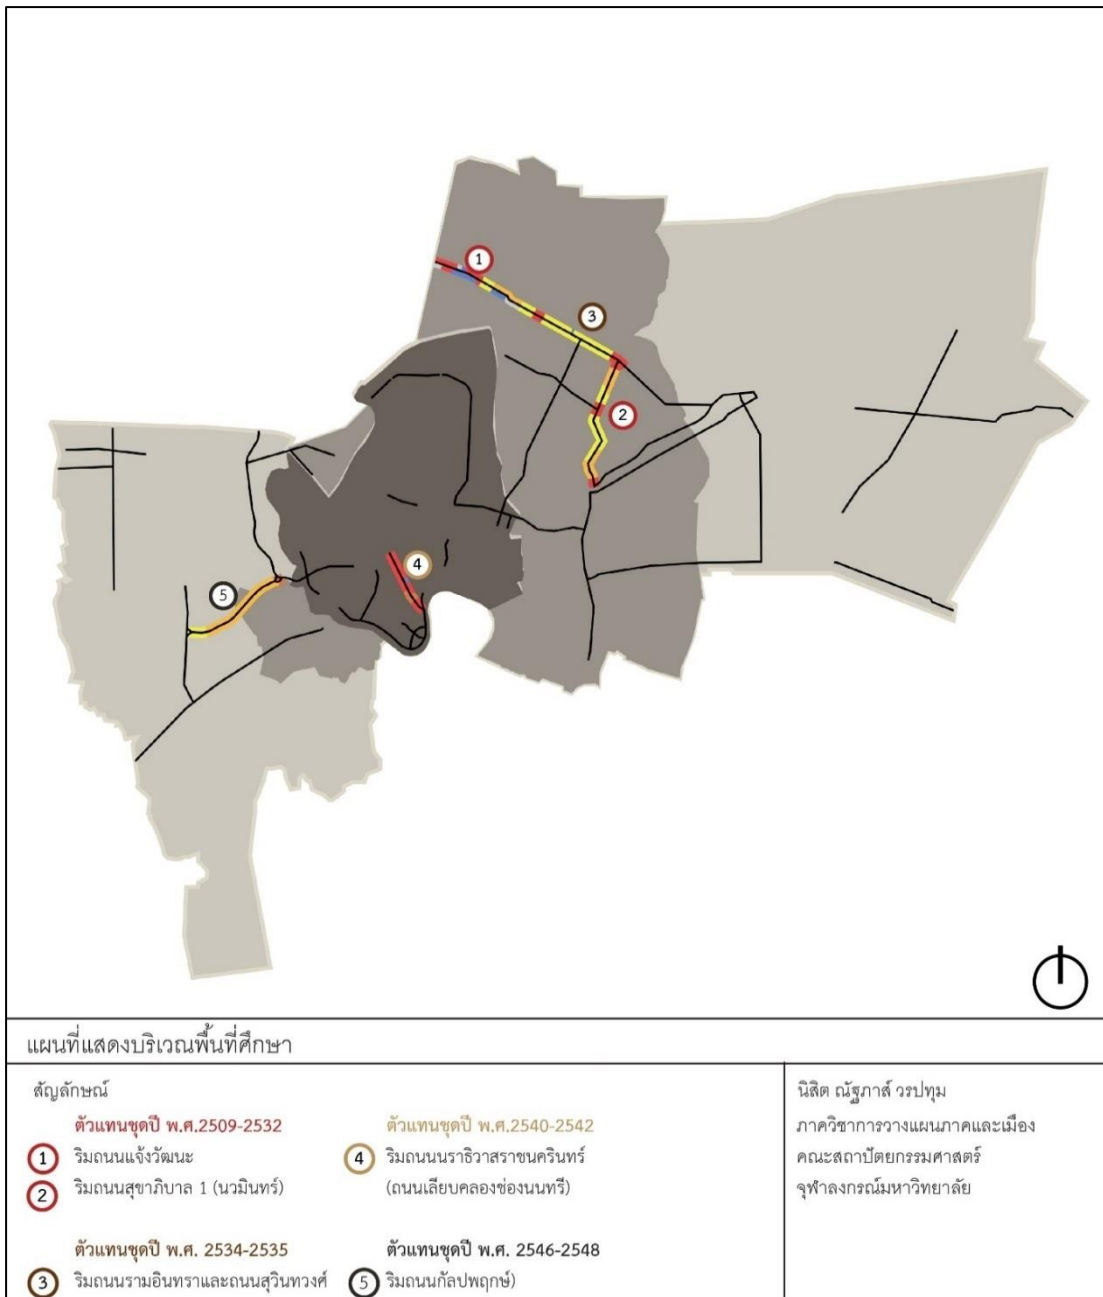 1
3
2
4
5
แผนที่แสดงบริเวณพื้นที่ศึกษา
สัญลักษณ์
ตัวแทนชุดปี พ.ศ.2509-2532
1 ริมถนนแจ้งวัฒนะ
2 ริมถนนสุขาภิบาล 1 (นวมินทร์)
ตัวแทนชุดปี พ.ศ. 2534-2535
3 ริมถนนรามอินทราและถนนสุวินทวงศ์
ตัวแทนชุดปี พ.ศ.2540-2542
4 ริมถนนนราธิวาสราชนครินทร์
(ถนนเลียบคลองช่องนนทรี)
ตัวแทนชุดปี พ.ศ. 2546-2548
5 ริมถนนกัลปพฤกษ์)
นิสิต ณัฐภาส์ วรปทุม
ภาควิชาการวางแผนภาคและเมือง
คณะสถาปัตยกรรมศาสตร์
จุฬาลงกรณ์มหาวิทยาลัย